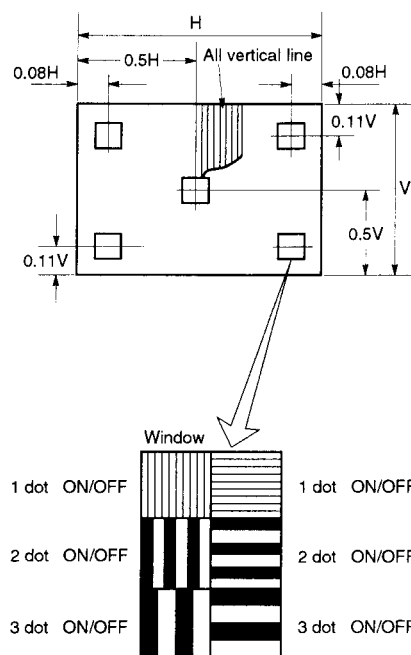 H
0.5H
All vertical line
0.08H
0.08H
0.11V
V
0.5V
0.11V
Window
1 dot ON/OFF
1 dot ON/OFF
2 dot ON/OFF
2 dot ON/OFF
3 dot ON/OFF
3 dot ON/OFF